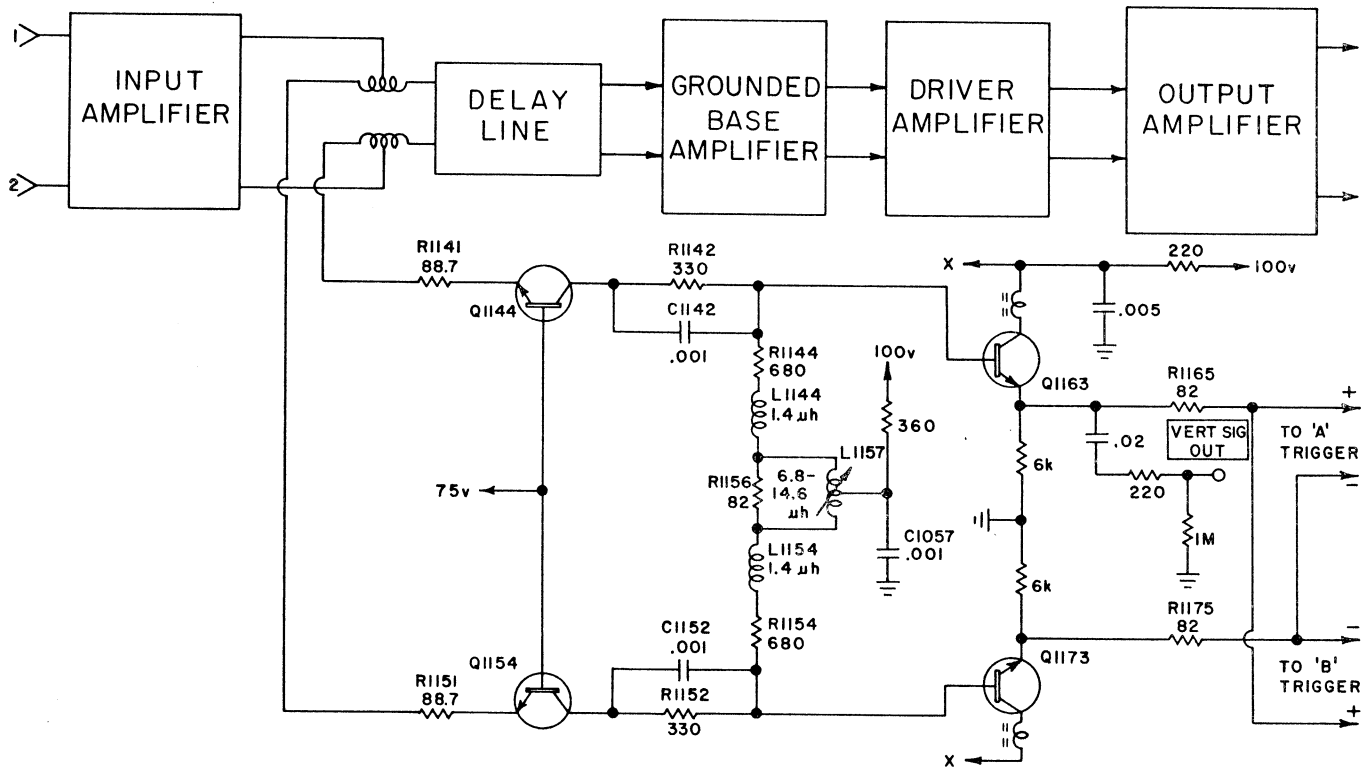 1
2
INPUT
AMPLIFIER
DELAY
LINE
GROUNDED
BASE
AMPLIFIER
DRIVER
AMPLIFIER
OUTPUT
AMPLIFIER
R1141
88.7
Q1144
R1142
330
C1142
.001
X
220
100v
.005
R1144
680
L1144
1.4 μh
100v
360
Q1163
R1165
82
+
TO 'A'
TRIGGER
−
.02
VERT SIG
OUT
220
1M
6k
75v
R1156
82
6.8-
14.6
μh
L1157
C1057
.001
L1154
1.4 μh
6k
R1154
680
C1152
.001
R1152
330
Q1154
R1151
88.7
R1175
82
−
TO 'B'
TRIGGER
+
Q1173
X